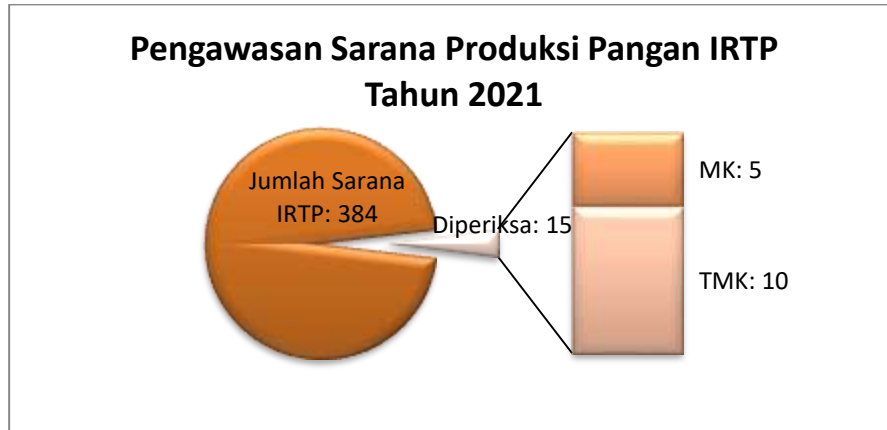 Pengawasan Sarana Produksi Pangan IRTP
Tahun 2021
Jumlah Sarana
IRTP: 384
Diperiksa: 15
MK: 5
TMK: 10